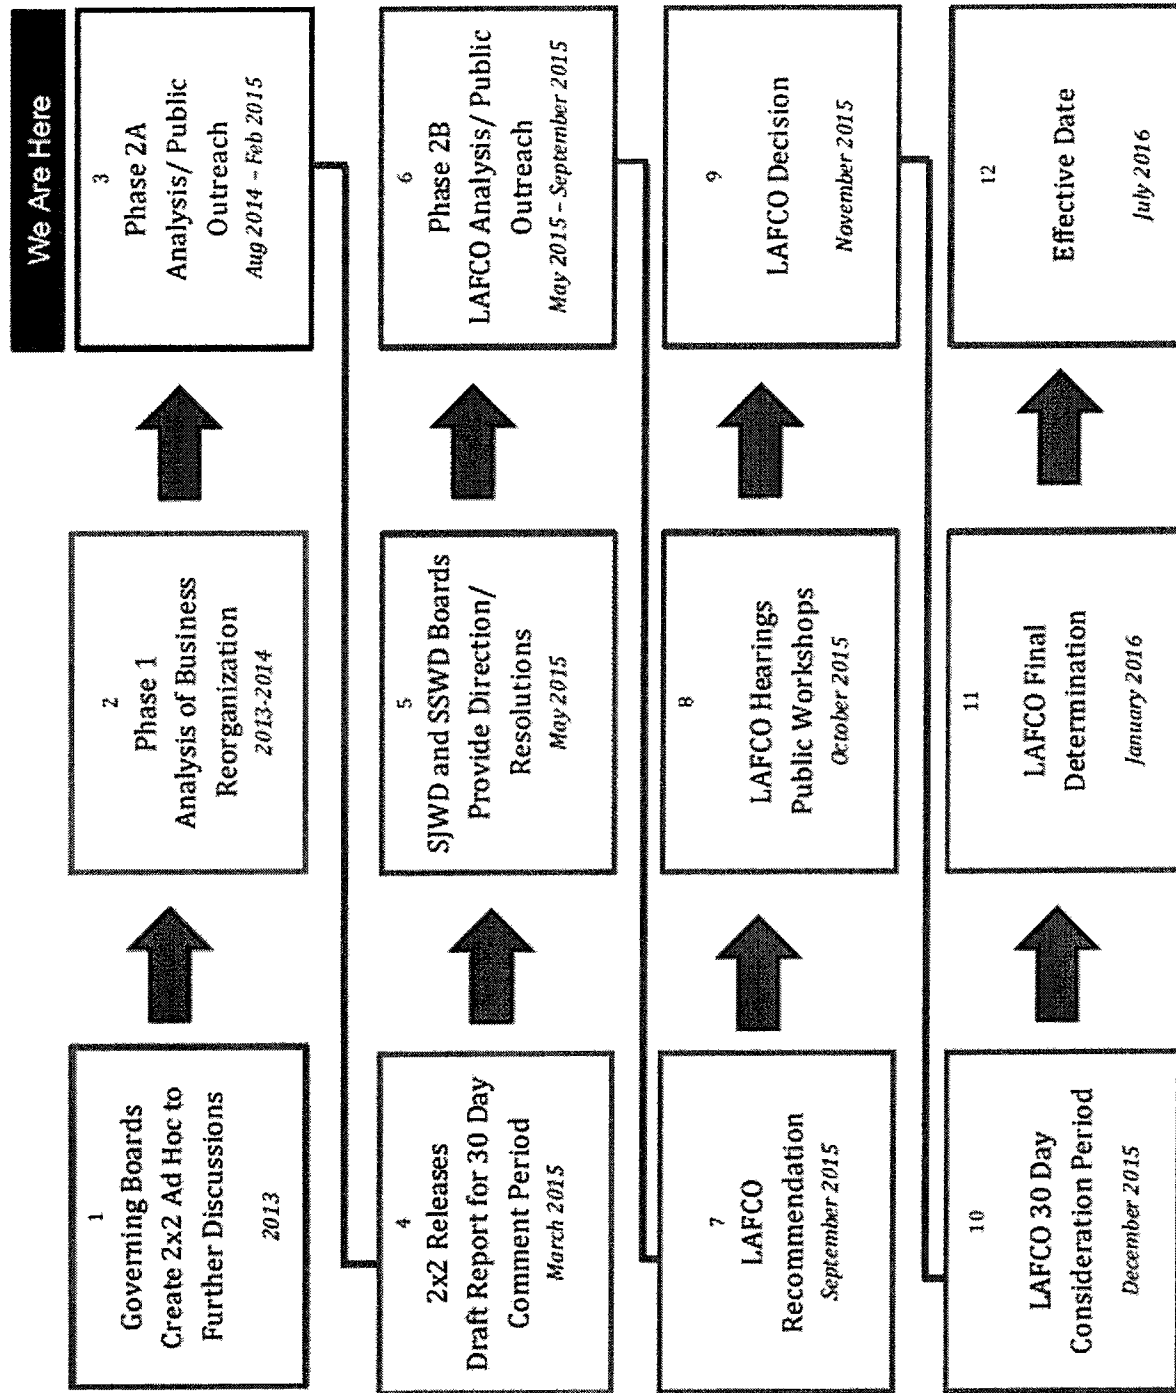 We Are Here
1
Governing Boards
Create 2x2 Ad Hoc to
Further Discussions
2013
2
Phase 1
Analysis of Business
Reorganization
2013-2014
3
Phase 2A
Analysis/ Public
Outreach
Aug 2014 – Feb 2015
4
2x2 Releases
Draft Report for 30 Day
Comment Period
March 2015
5
SJWD and SSWD Boards
Provide Direction/
Resolutions
May 2015
6
Phase 2B
LAFCO Analysis/ Public
Outreach
May 2015 – September 2015
7
LAFCO
Recommendation
September 2015
8
LAFCO Hearings
Public Workshops
October 2015
9
LAFCO Decision
November 2015
10
LAFCO 30 Day
Consideration Period
December 2015
11
LAFCO Final
Determination
January 2016
12
Effective Date
July 2016